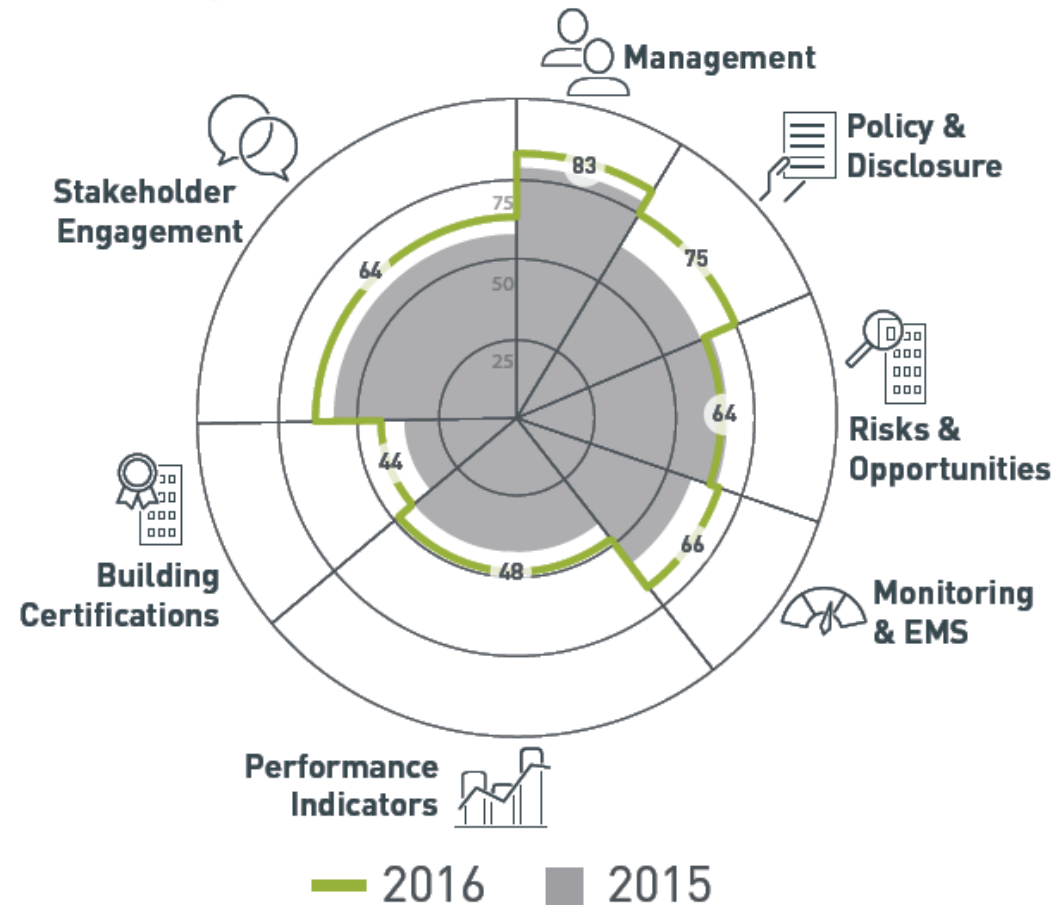 Management
Policy &
Disclosure
83
Stakeholder
Engagement
75
75
64
50
25
64
Risks &
Opportunities
44
66
48
Building
Certifications
Monitoring
& EMS
Performance
Indicators
2016
2015